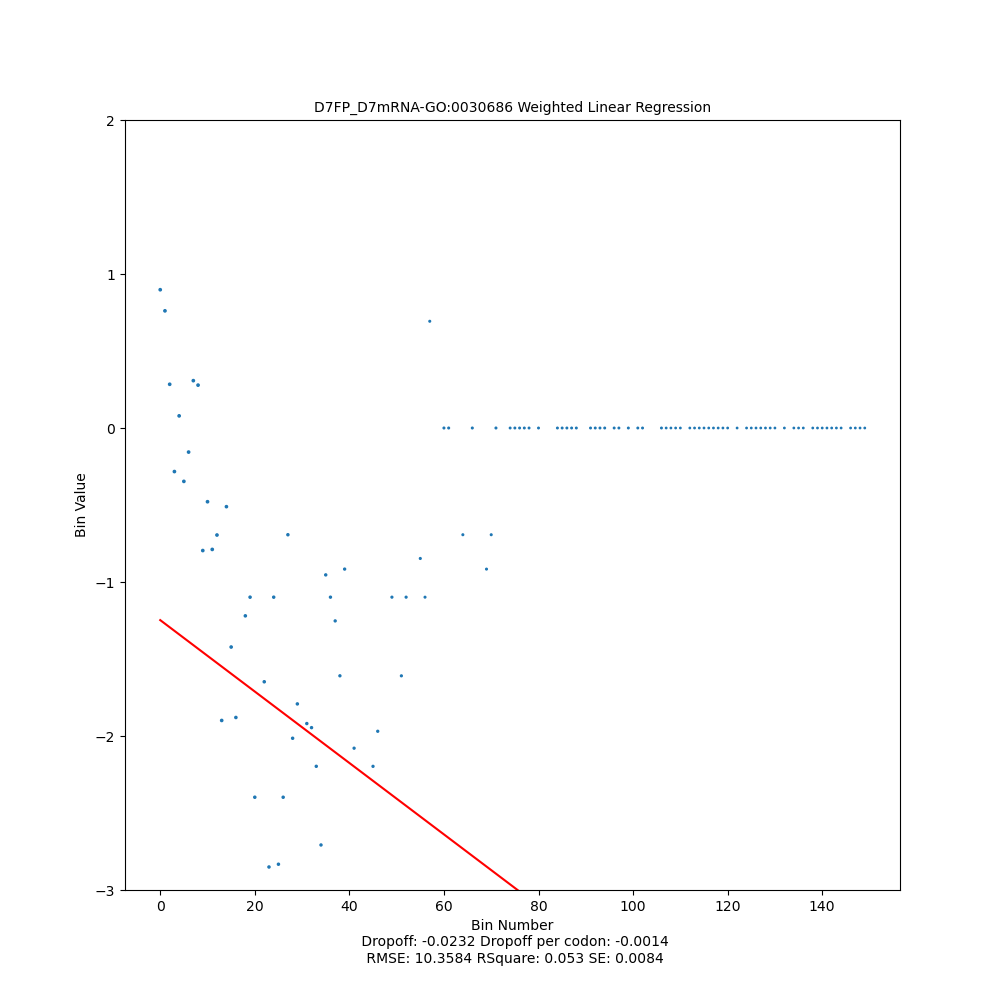 D7FP_D7mRNA-GO:0030686 Weighted Linear Regression
2
1
0
−1
−2
−3
Bin Value
0 20 40 60 80 100 120 140
Bin Number
Dropoff: -0.0232 Dropoff per codon: -0.0014
RMSE: 10.3584 RSquare: 0.053 SE: 0.0084